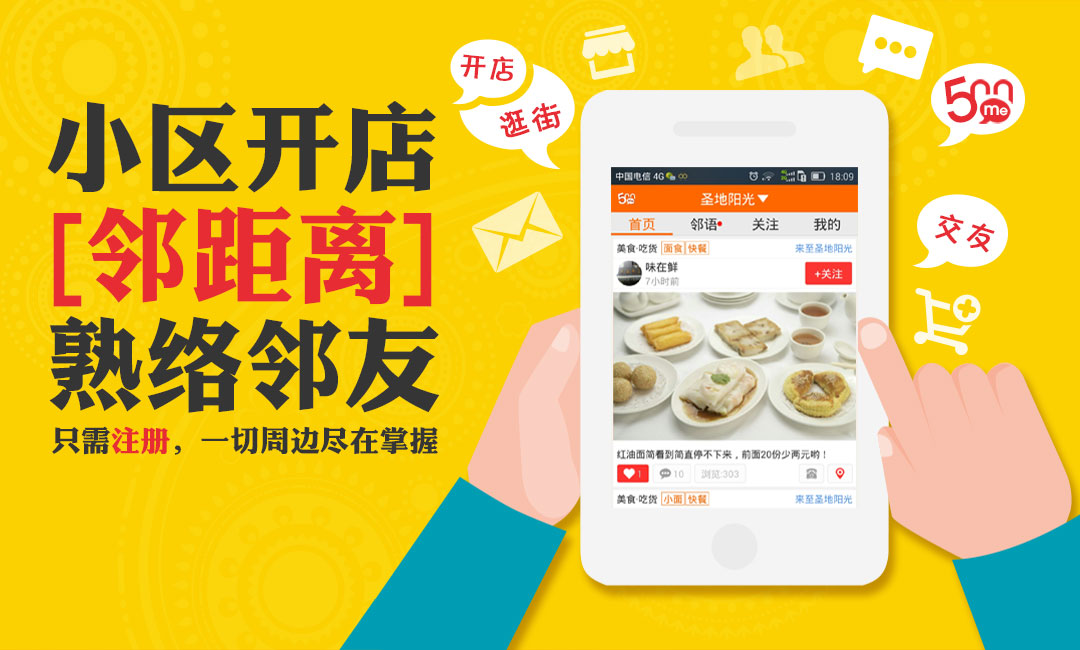 小区开店
[邻距离]
熟络邻友
只需注册，一切周边尽在掌握
开店
逛街
500me
交友
中国电信 4G 18:09
500 圣地阳光
首页 邻语 关注 我的
美食·吃货 面食 快餐 来至圣地阳光
味在鲜
7小时前
+关注
红油面简看到简直停不下来，前面20份少两元哟！
1 10 浏览:303
美食·吃货 小面 快餐 来至圣地阳光